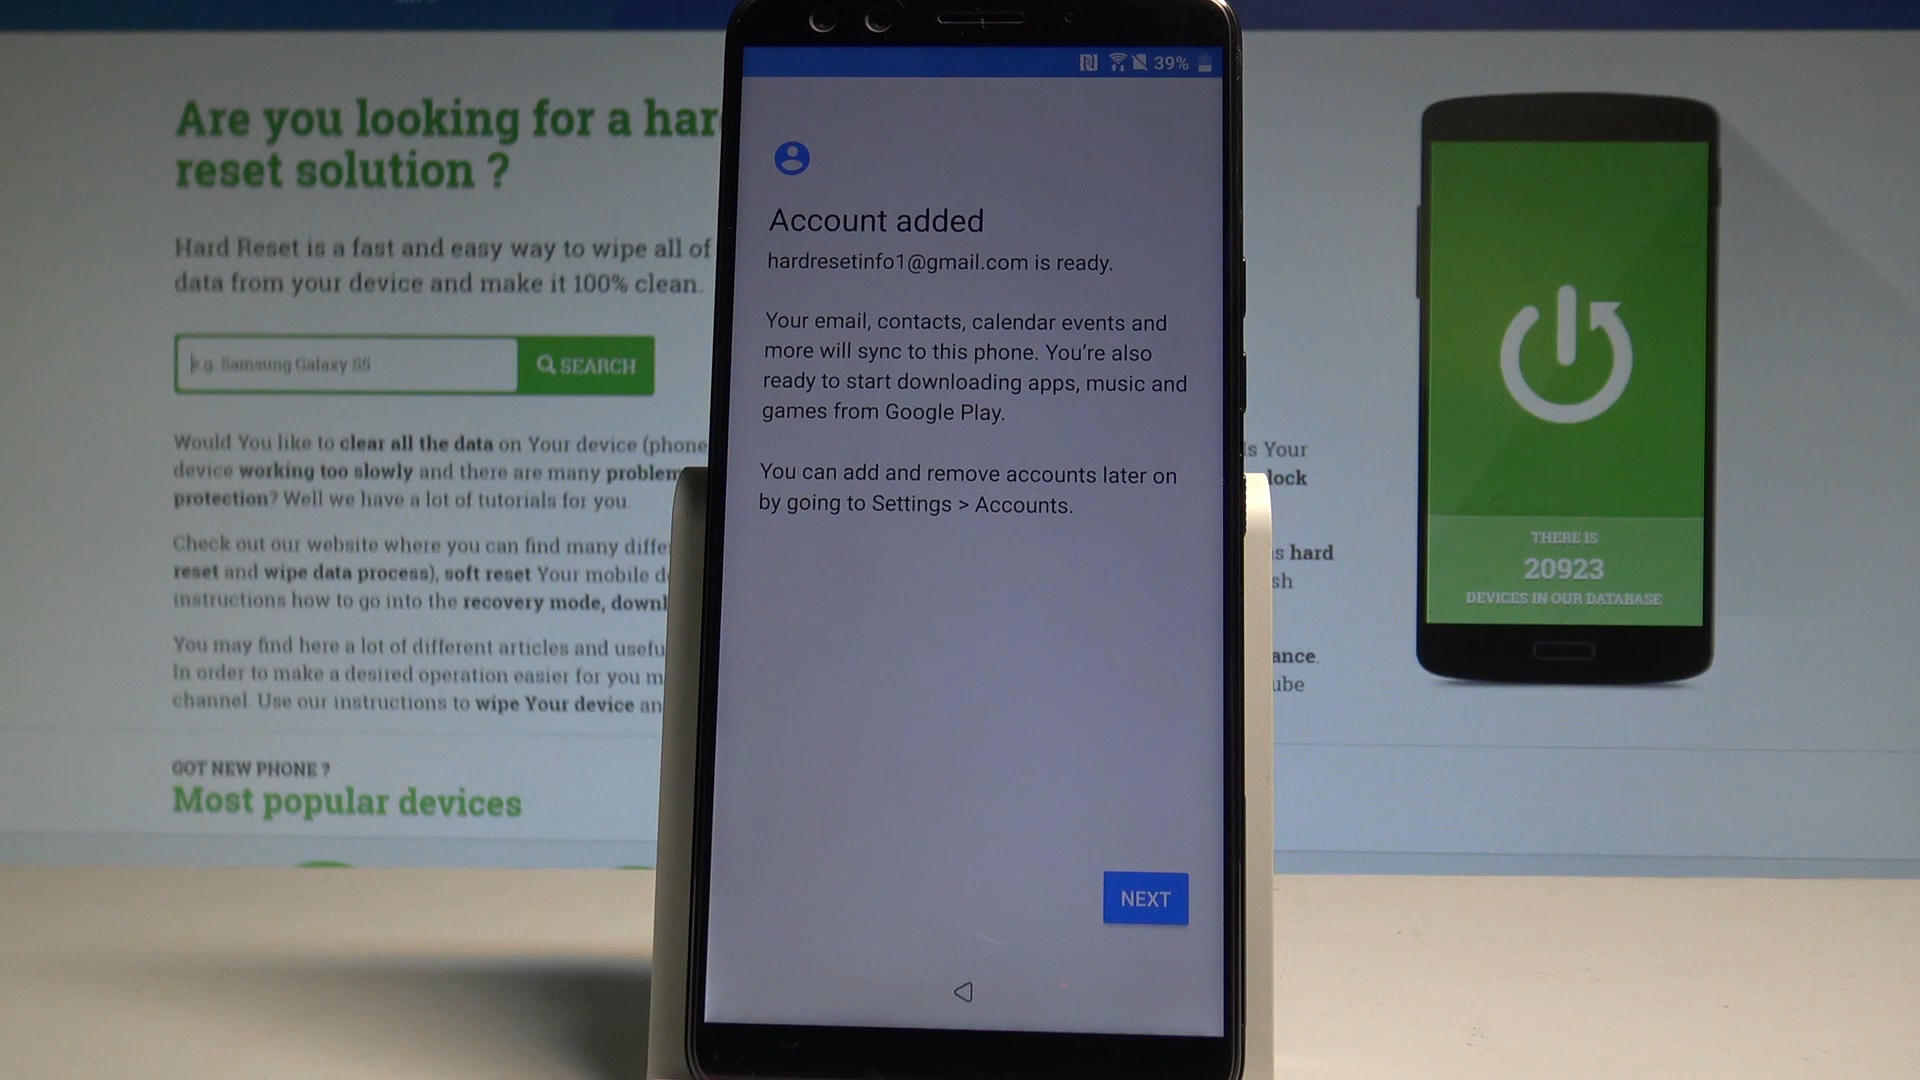 Are you looking for a har
reset solution ?
Hard Reset is a fast and easy way to wipe all of
data from your device and make it 100% clean.
e.g. Samsung Galaxy S6
SEARCH
Would You like to clear all the data on Your device (phone
device working too slowly and there are many problem
protection? Well we have a lot of tutorials for you.
Check out our website where you can find many diffe
reset and wipe data process), soft reset Your mobile d
instructions how to go into the recovery mode, downl
You may find here a lot of different articles and usefu
In order to make a desired operation easier for you m
channel. Use our instructions to wipe Your device an
GOT NEW PHONE ?
Most popular devices
39%
Account added
hardresetinfo1@gmail.com is ready.
Your email, contacts, calendar events and
more will sync to this phone. You're also
ready to start downloading apps, music and
games from Google Play.
You can add and remove accounts later on
by going to Settings > Accounts.
NEXT
Is Your
lock
s hard
sh
ance.
ube
THERE IS
20923
DEVICES IN OUR DATABASE